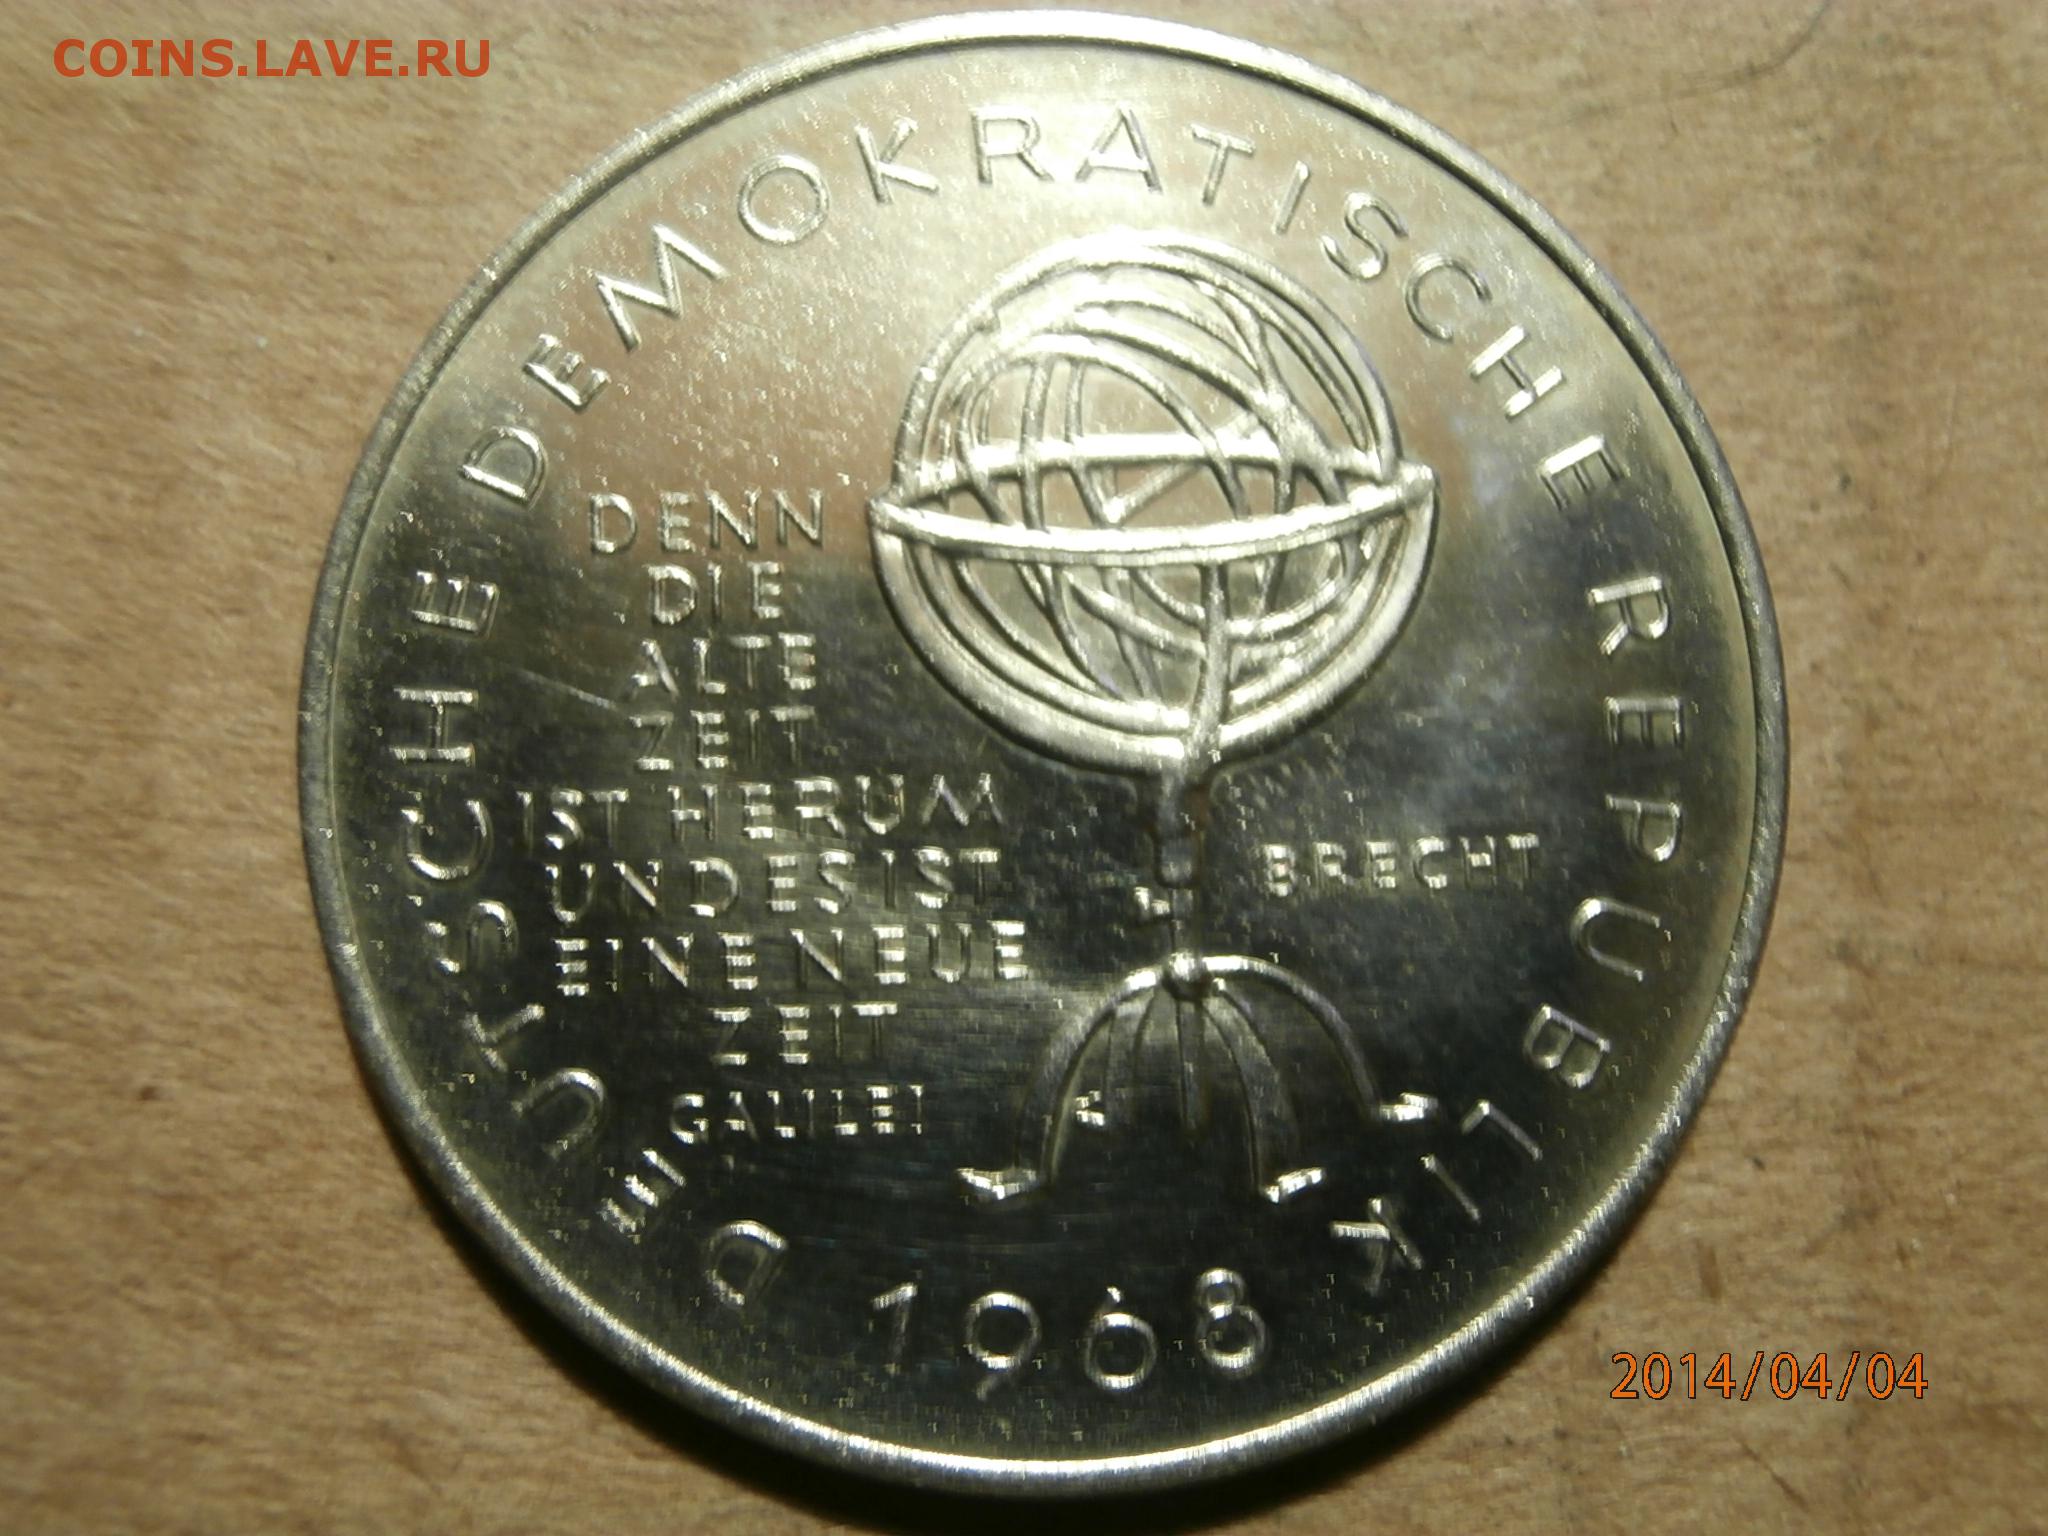 COINS.LAVE.RU
DEUTSCHE DEMOKRATISCHE REPUBLIK
DENN
DIE
ALTE
ZEIT
IST HERUM
UND ES IST
EINE NEUE
ZEIT
GALILEI
BRECHT
1968
2014/04/04